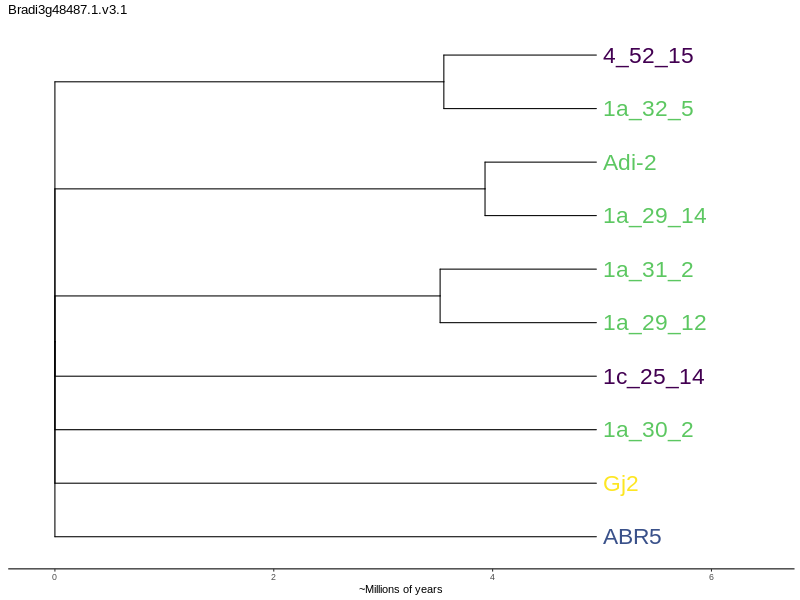 Bradi3g48487.1.v3.1
4_52_15
1a_32_5
Adi-2
1a_29_14
1a_31_2
1a_29_12
1c_25_14
1a_30_2
Gj2
ABR5
0 2 4 6
~Millions of years